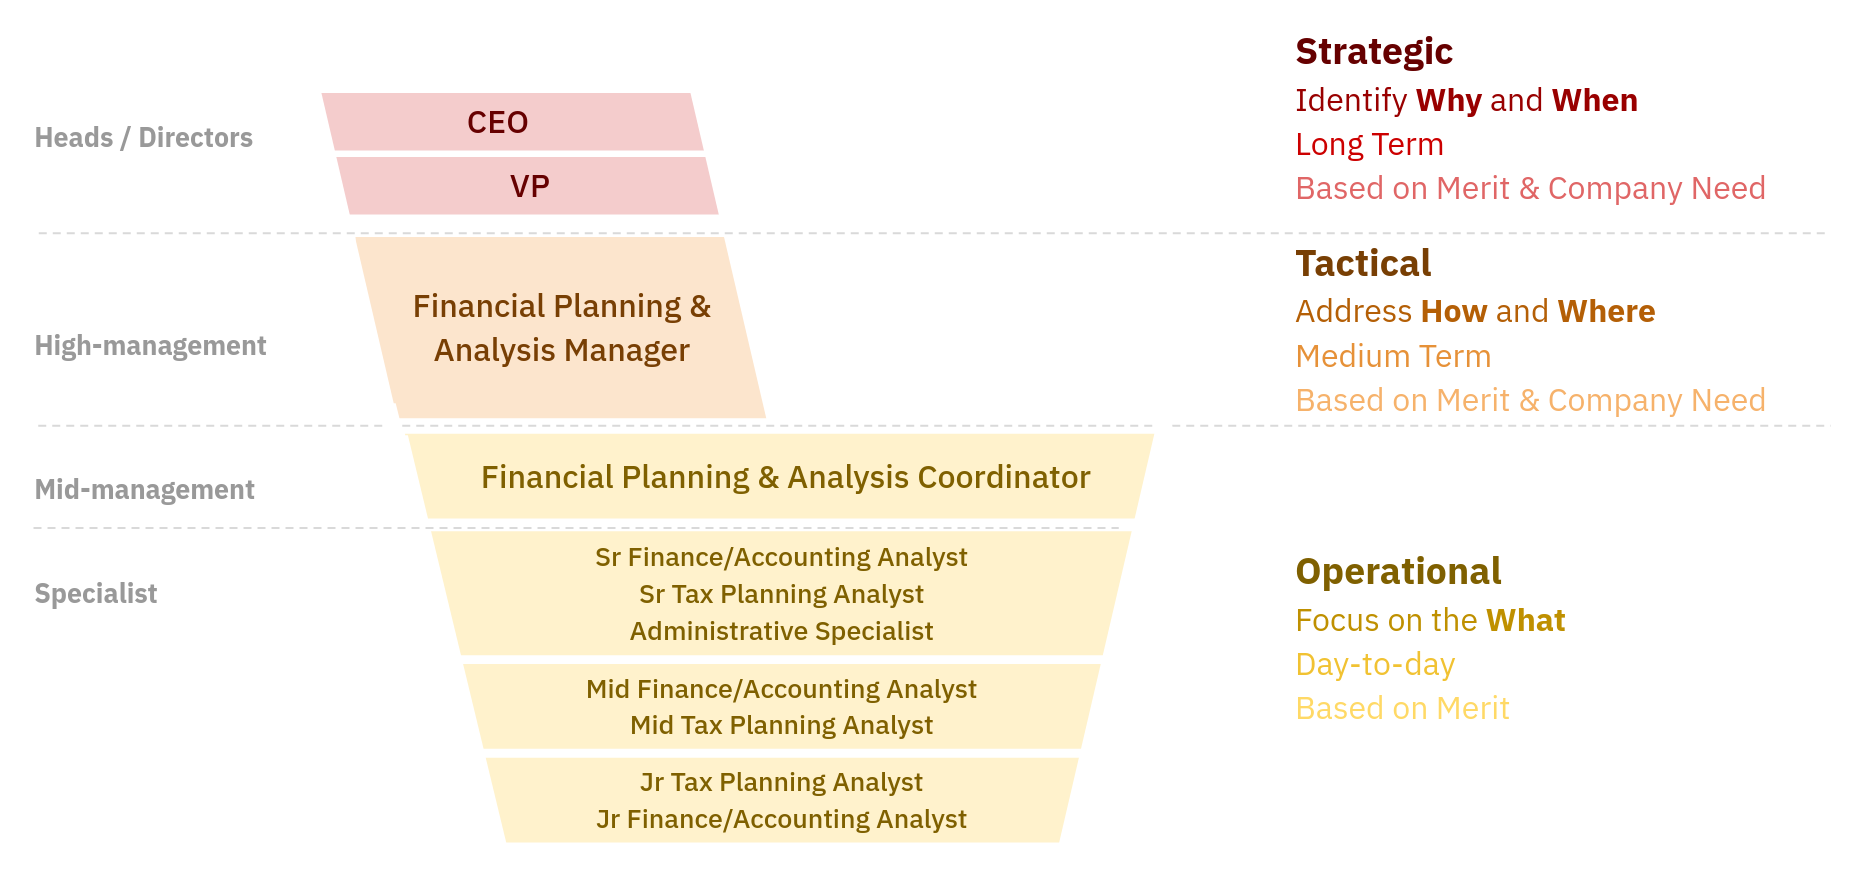 Heads / Directors
CEO
VP
Strategic
Identify Why and When
Long Term
Based on Merit & Company Need
High-management
Financial Planning &
Analysis Manager
Tactical
Address How and Where
Medium Term
Based on Merit & Company Need
Mid-management
Financial Planning & Analysis Coordinator
Specialist
Sr Finance/Accounting Analyst
Sr Tax Planning Analyst
Administrative Specialist
Mid Finance/Accounting Analyst
Mid Tax Planning Analyst
Jr Tax Planning Analyst
Jr Finance/Accounting Analyst
Operational
Focus on the What
Day-to-day
Based on Merit